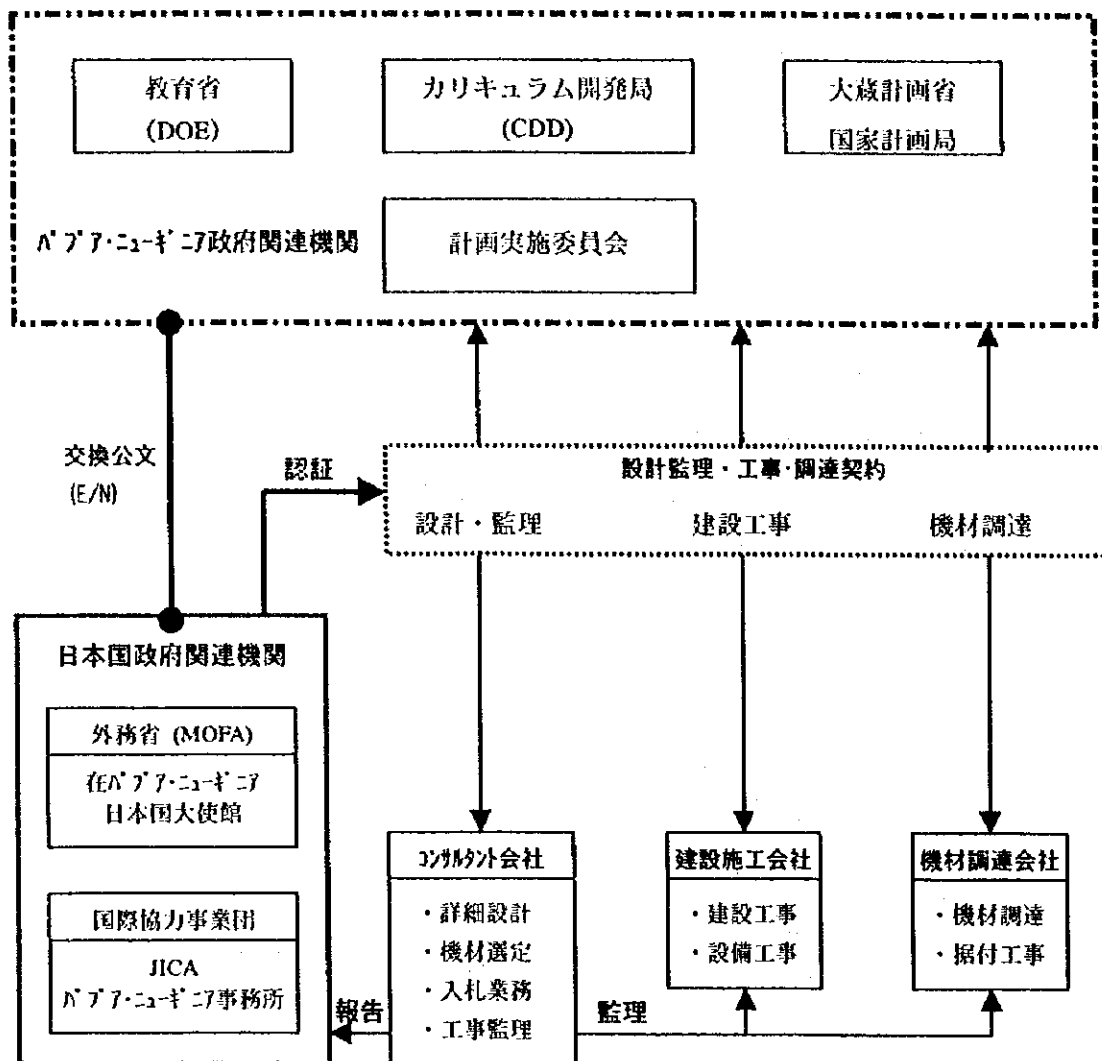 教育省
(DOE)
カリキュラム開発局
(CDD)
大蔵計画省
国家計画局
パプア・ニューギニア政府関連機関
計画実施委員会
交換公文
(E/N)
認証
設計監理・工事・調達契約
設計・監理
建設工事
機材調達
日本国政府関連機関
外務省 (MOFA)
在パプア・ニューギニア
日本国大使館
国際協力事業団
JICA
パプア・ニューギニア事務所
報告
コンサルタント会社
・詳細設計
・機材選定
・入札業務
・工事監理
監理
建設施工会社
・建設工事
・設備工事
機材調達会社
・機材調達
・据付工事